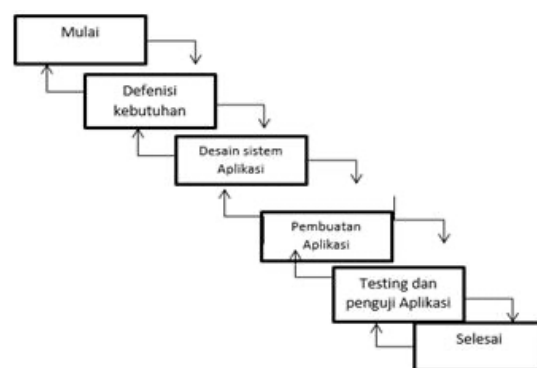 Mulai
Defenisi
kebutuhan
Desain sistem
Aplikasi
Pembuatan
Aplikasi
Testing dan
penguji Aplikasi
Selesai